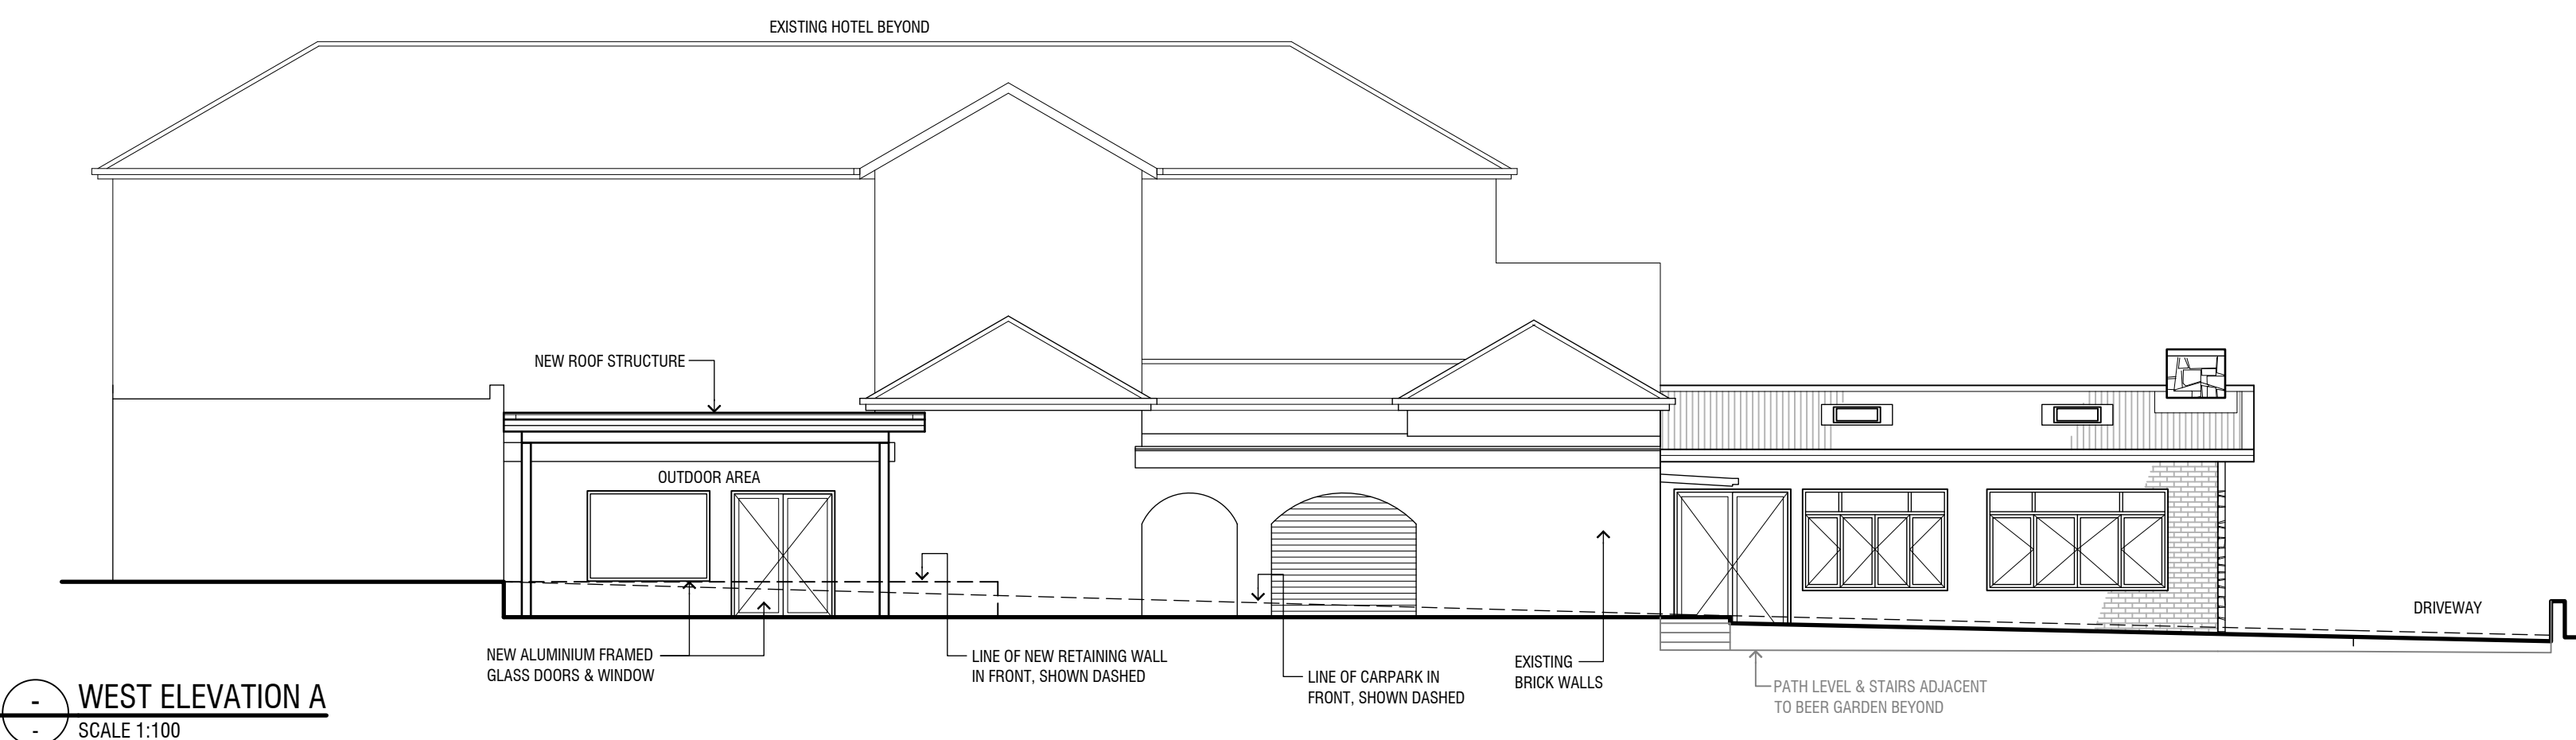 EXISTING HOTEL BEYOND
NEW ROOF STRUCTURE
OUTDOOR AREA
DRIVEWAY
NEW ALUMINIUM FRAMED
GLASS DOORS & WINDOW
LINE OF NEW RETAINING WALL
IN FRONT, SHOWN DASHED
LINE OF CARPARK IN
FRONT, SHOWN DASHED
EXISTING
BRICK WALLS
PATH LEVEL & STAIRS ADJACENT
TO BEER GARDEN BEYOND
-
-
WEST ELEVATION A
SCALE 1:100